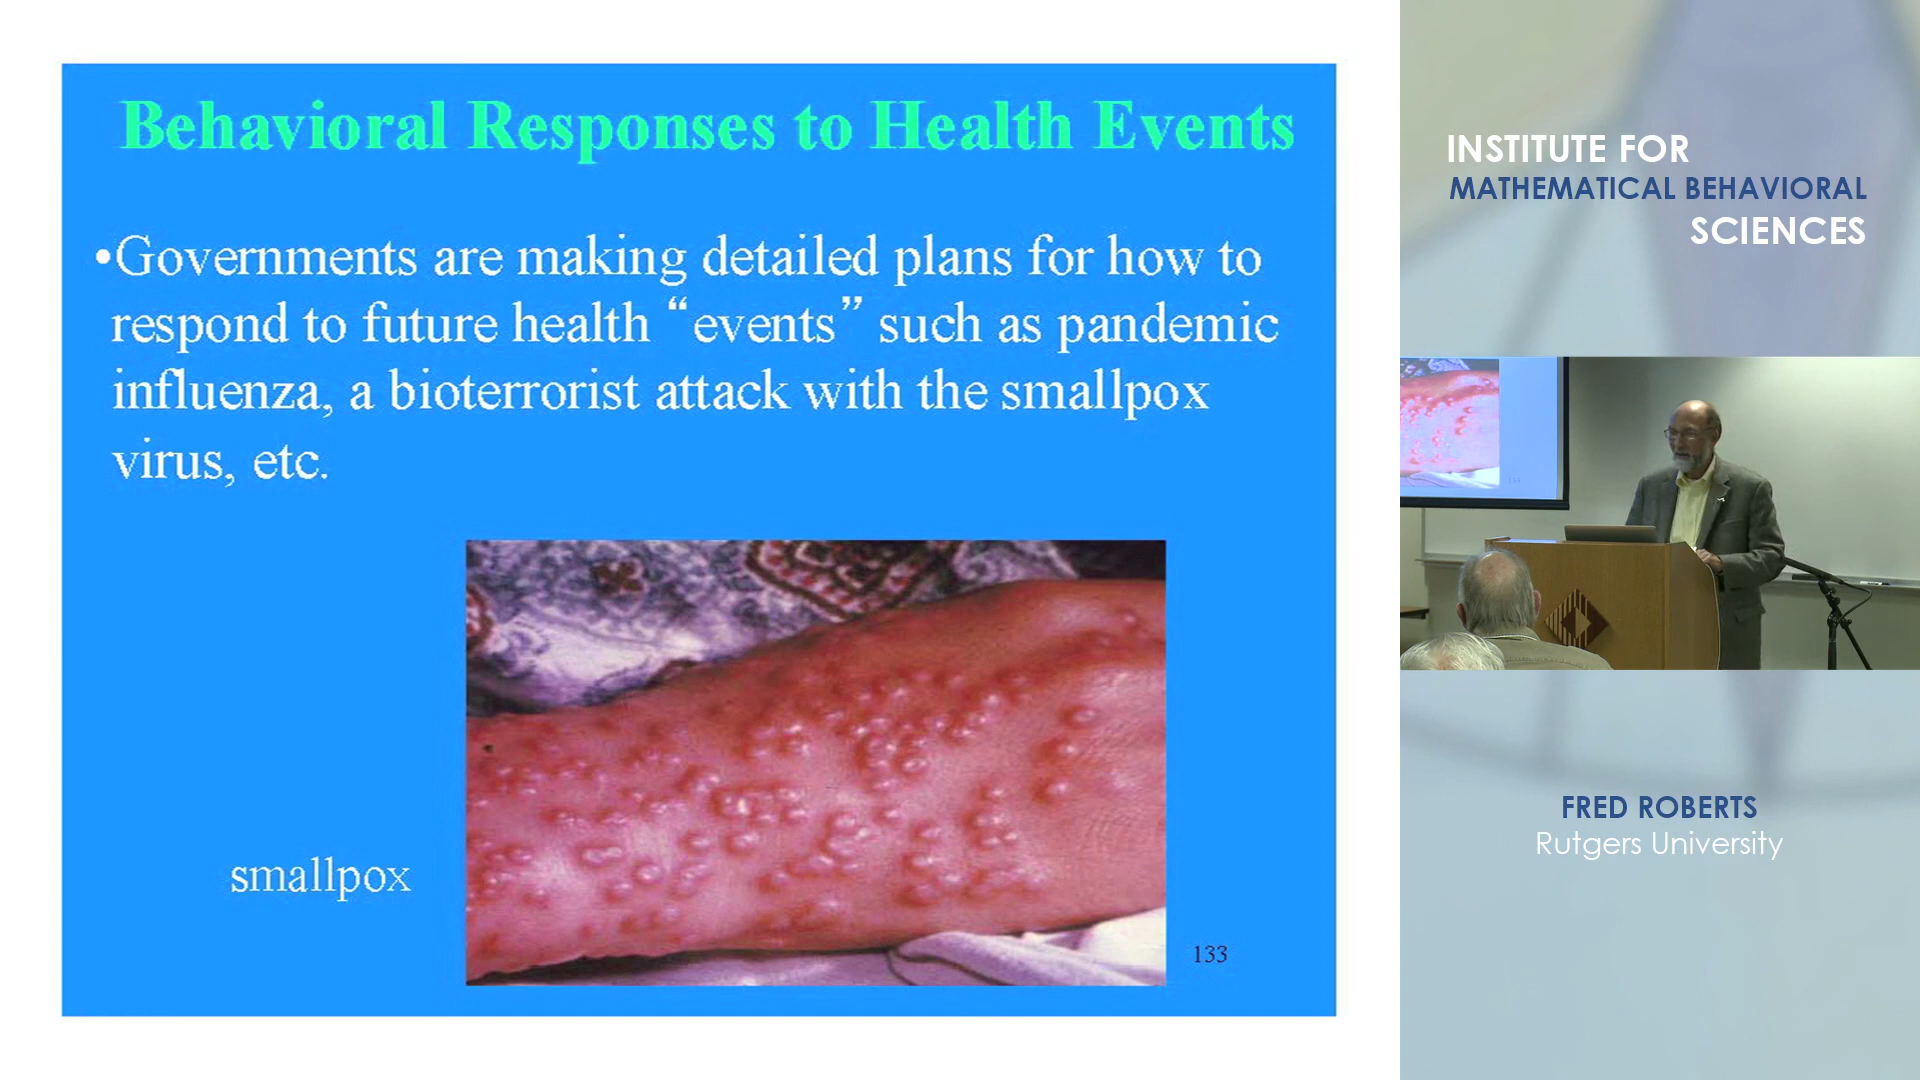 Behavioral Responses to Health Events
•Governments are making detailed plans for how to
respond to future health “events” such as pandemic
influenza, a bioterrorist attack with the smallpox
virus, etc.
smallpox
133
INSTITUTE FOR
MATHEMATICAL BEHAVIORAL
SCIENCES
FRED ROBERTS
Rutgers University